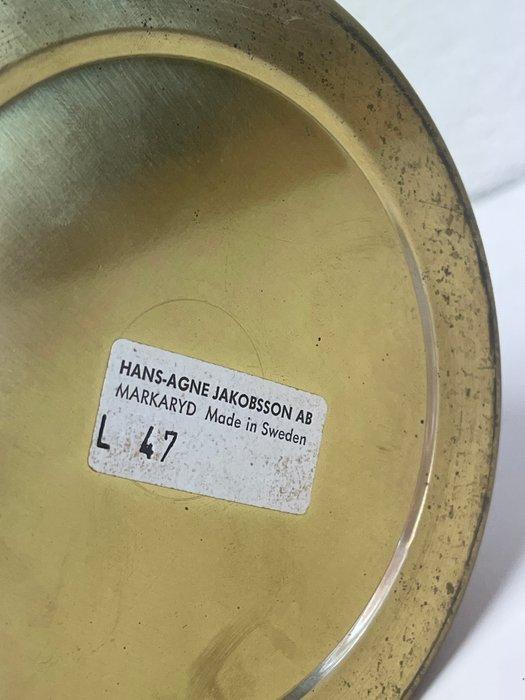 HANS-AGNE JAKOBSSON AB
MARKARYD Made in Sweden
L 47